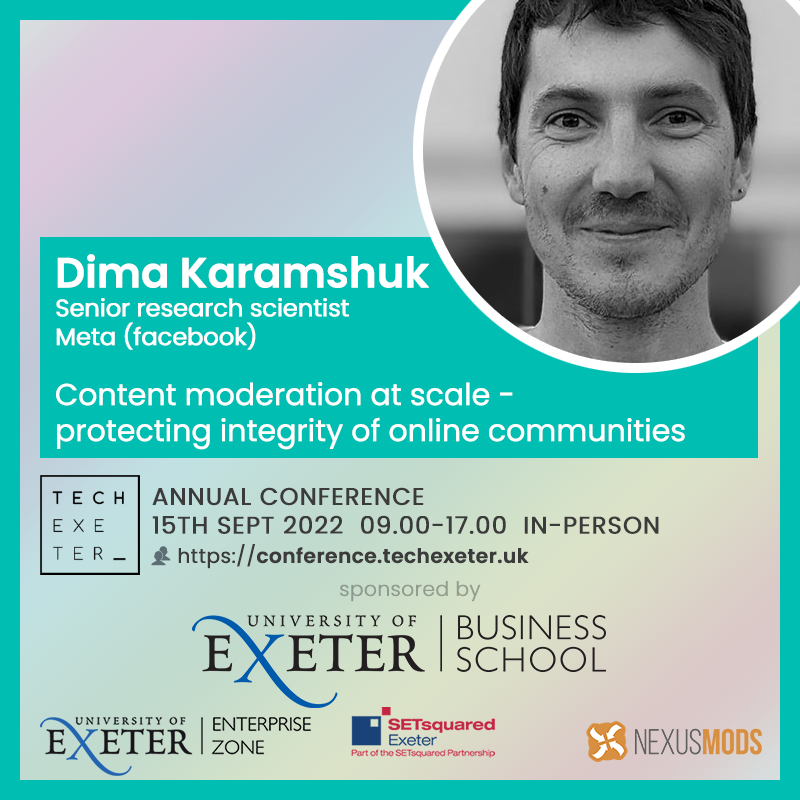 Dima Karamshuk
Senior research scientist
Meta (facebook)
Content moderation at scale -
protecting integrity of online communities
TECH
EXE
TER_
ANNUAL CONFERENCE
15TH SEPT 2022 09.00-17.00 IN-PERSON
https://conference.techexeter.uk
sponsored by
UNIVERSITY OF
EXETER
BUSINESS
SCHOOL
UNIVERSITY OF
EXETER
ENTERPRISE
ZONE
SETsquared
Exeter
Part of the SETsquared Partnership
NEXUSMODS